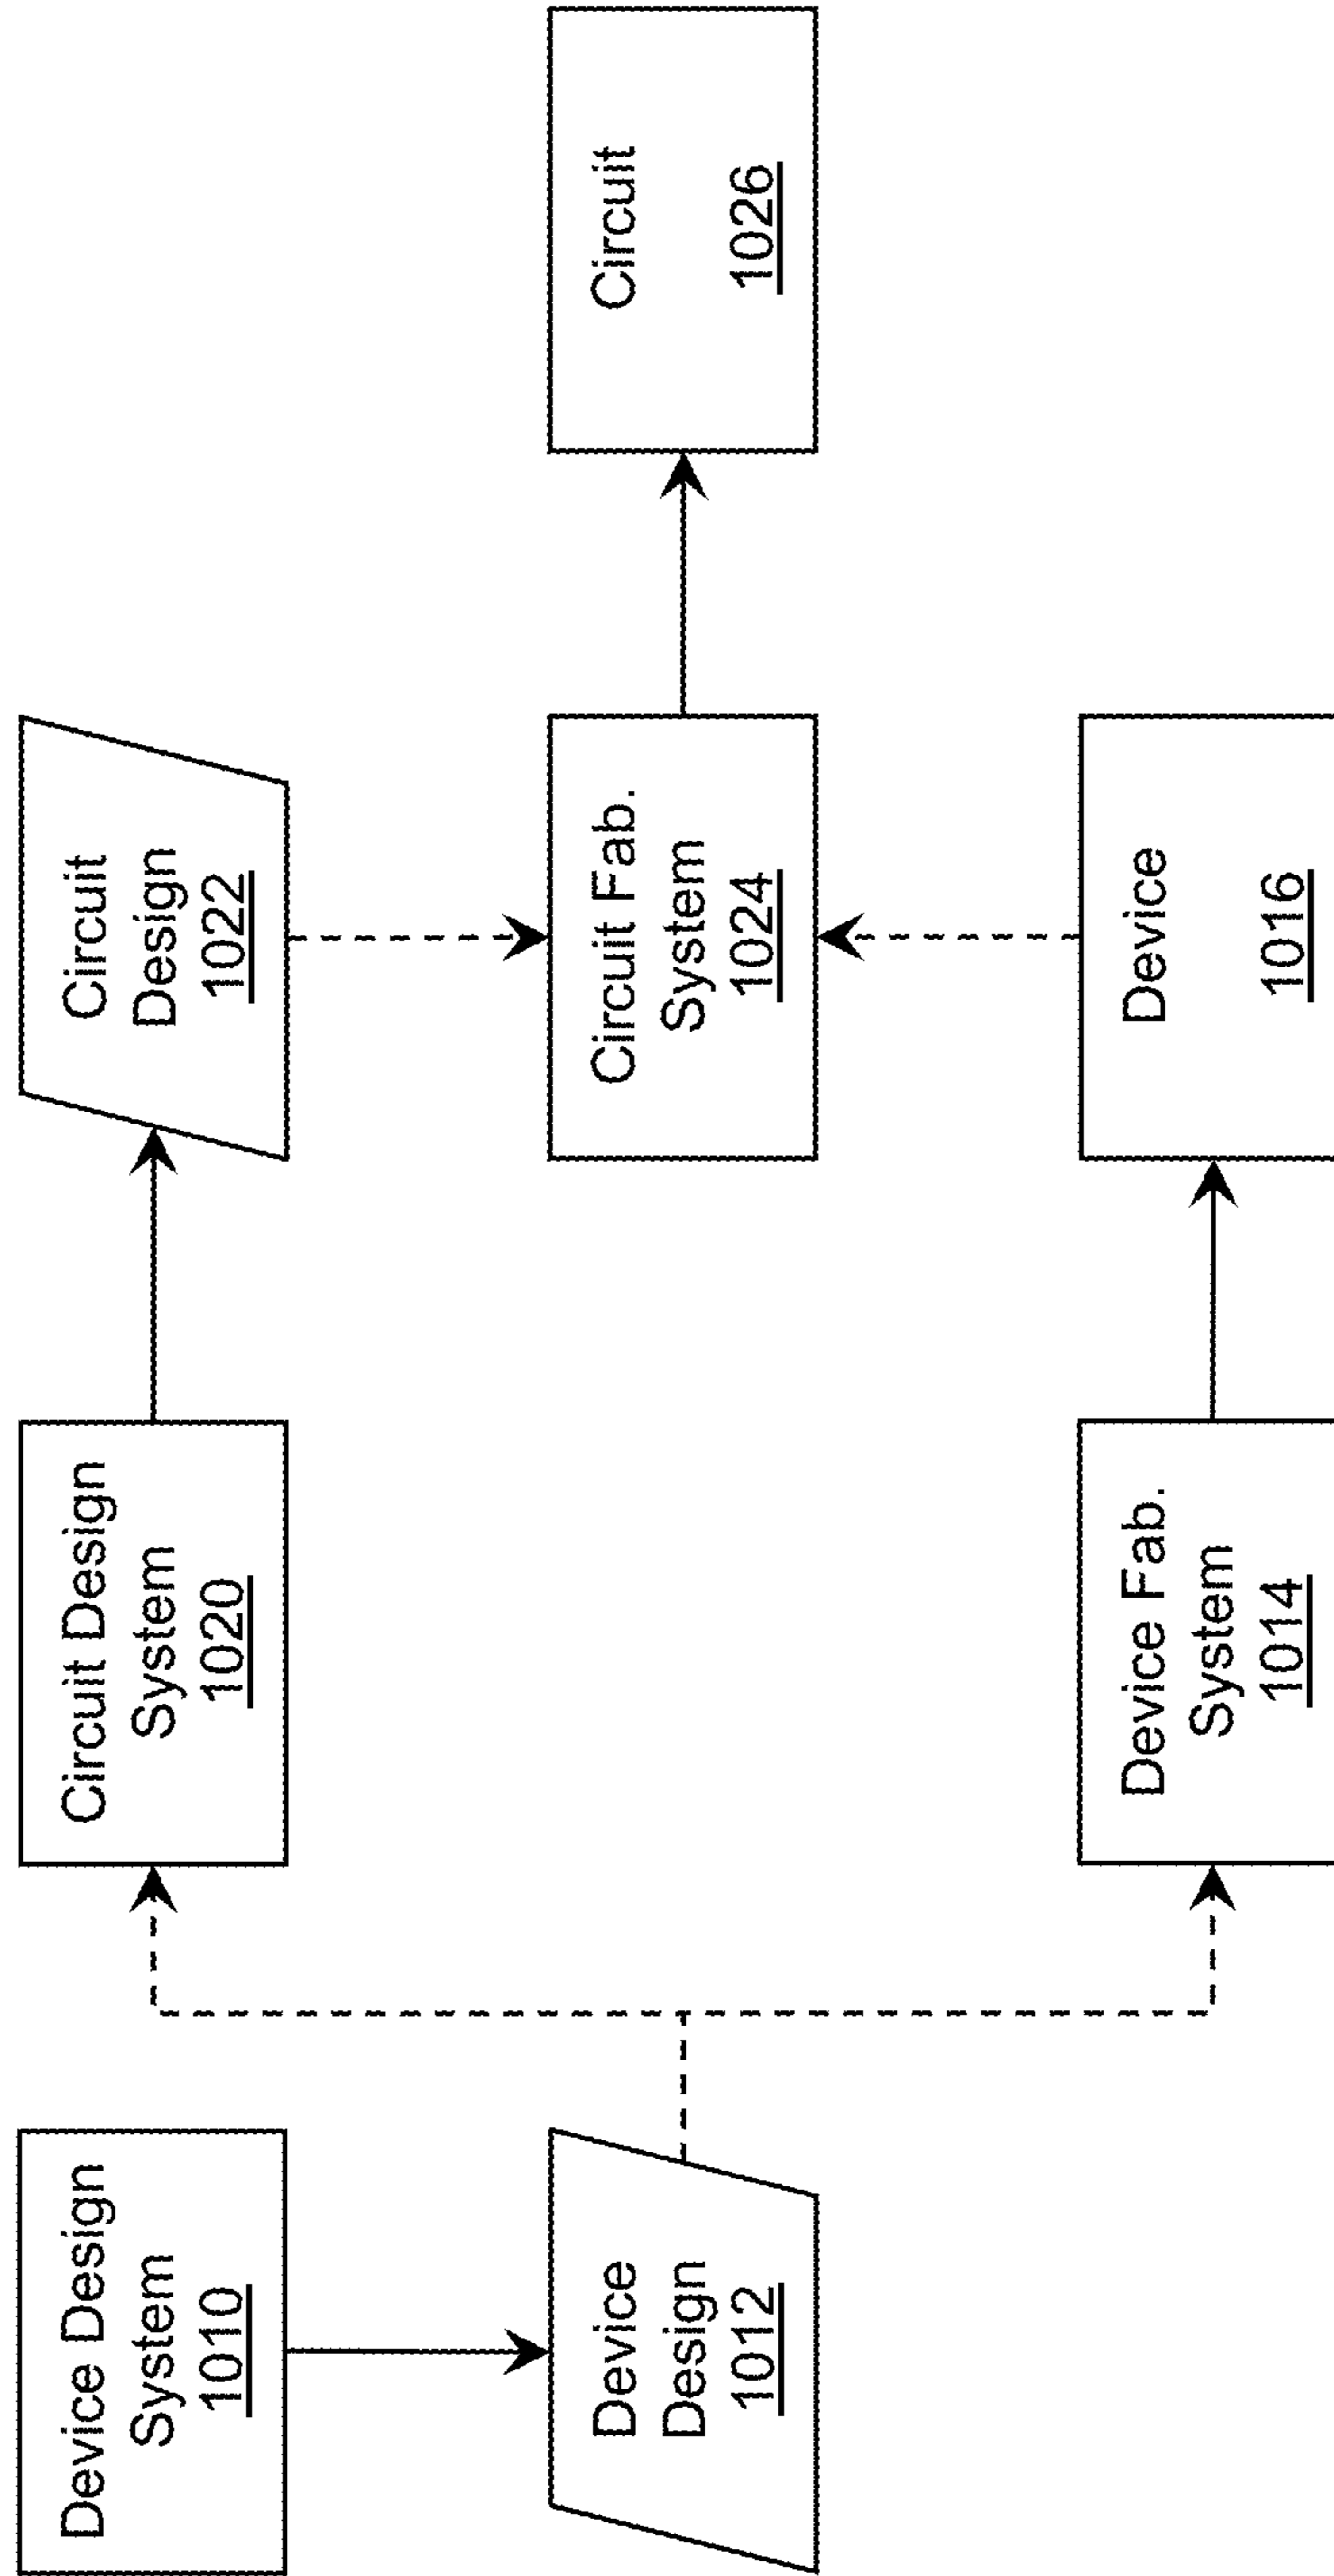 Device Design
System
1010
Circuit Design
System
1020
Circuit
Design
1022
Device
Design
1012
Circuit Fab.
System
1024
Circuit
1026
Device Fab.
System
1014
Device
1016